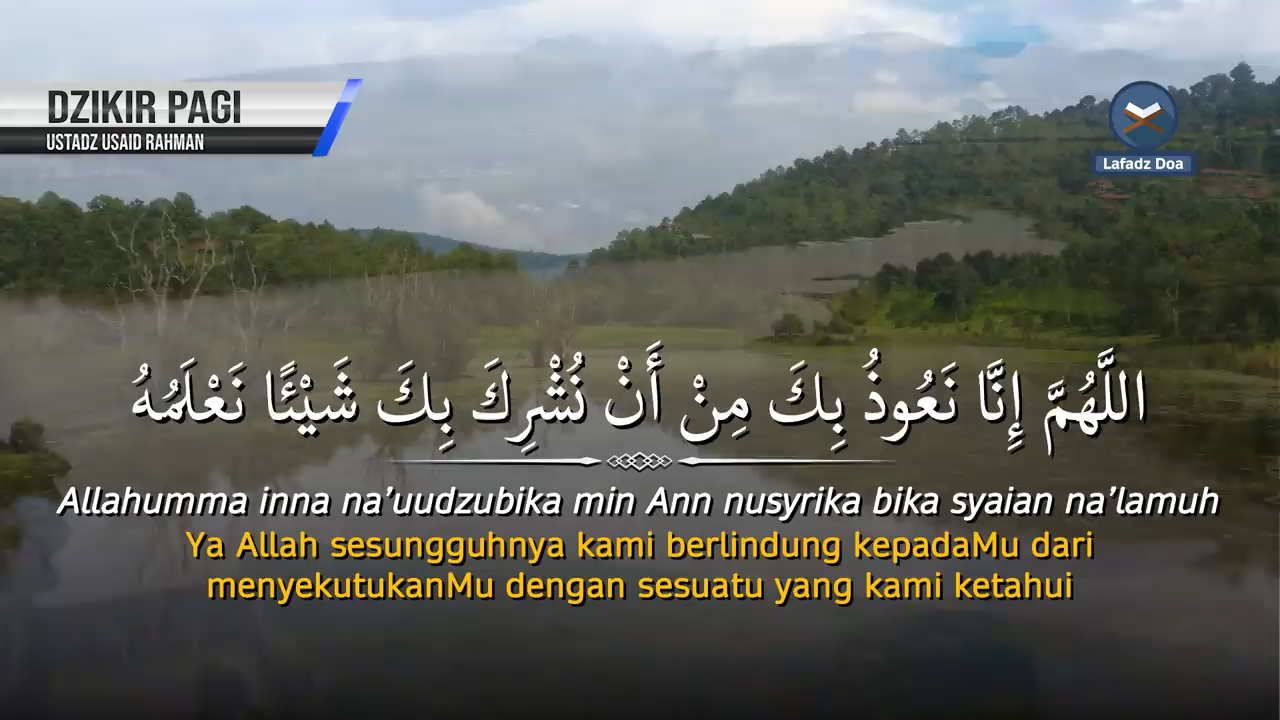 DZIKIR PAGI
USTADZ USAID RAHMAN
Lafadz Doa
اللَّهُمَّ إِنَّا نَعُوذُ بِكَ مِنْ أَنْ نُشْرِكَ بِكَ شَيْئًا نَعْلَمُهُ
Allahumma inna na’uudzubika min Ann nusyrika bika syaian na’lamuh
Ya Allah sesungguhnya kami berlindung kepadaMu dari
menyekutukanMu dengan sesuatu yang kami ketahui